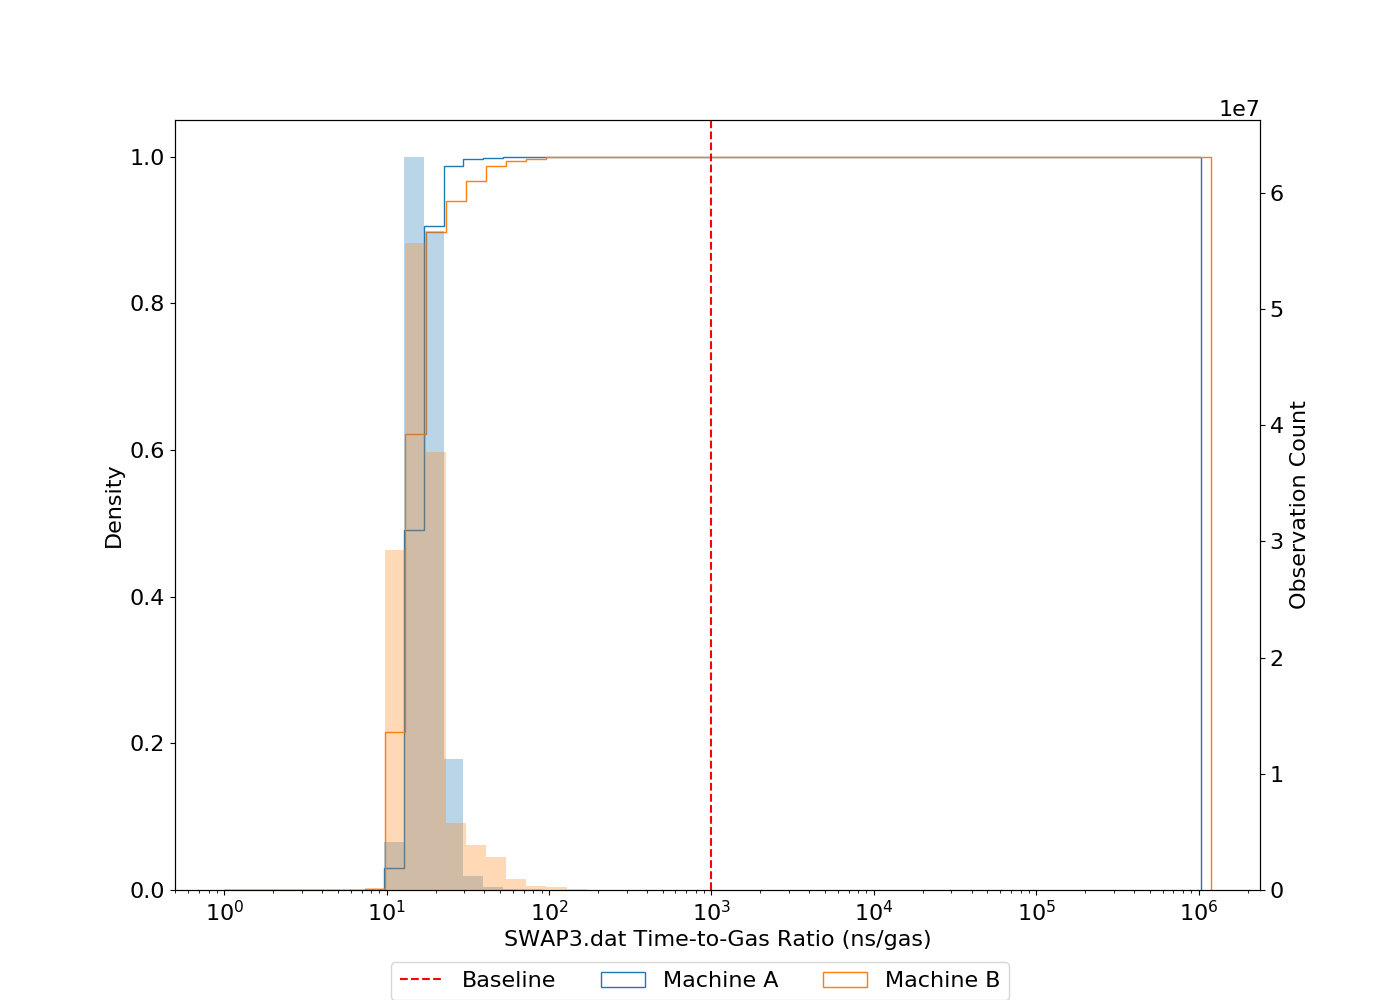 1e7
1.0
0.8
0.6
0.4
0.2
0.0
Density
6
5
4
3
2
1
0
Observation Count
10⁰ 10¹ 10² 10³ 10⁴ 10⁵ 10⁶
SWAP3.dat Time-to-Gas Ratio (ns/gas)
Baseline Machine A Machine B